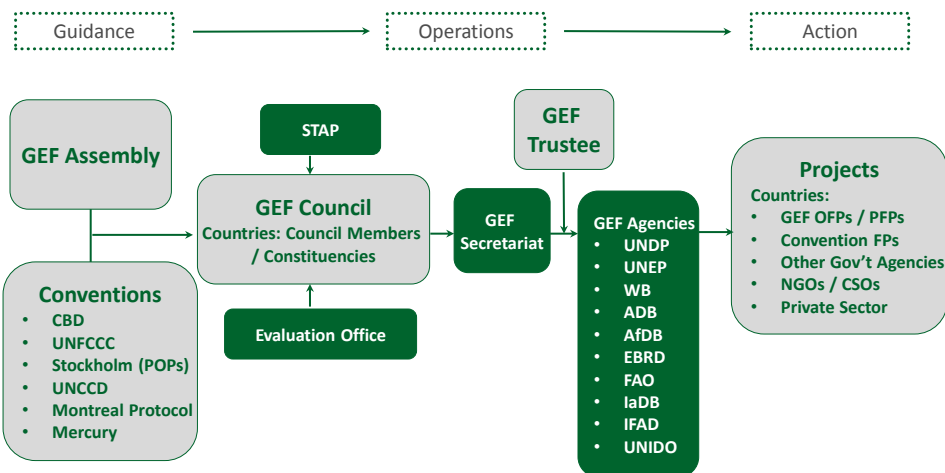 Guidance
Operations
Action
GEF Assembly
Conventions
• CBD
• UNFCCC
• Stockholm (POPs)
• UNCCD
• Montreal Protocol
• Mercury
STAP
GEF Council
Countries: Council Members
/ Constituencies
Evaluation Office
GEF
Secretariat
GEF
Trustee
GEF Agencies
• UNDP
• UNEP
• WB
• ADB
• AfDB
• EBRD
• FAO
• IaDB
• IFAD
• UNIDO
Projects
Countries:
• GEF OFPs / PFPs
• Convention FPs
• Other Gov't Agencies
• NGOs / CSOs
• Private Sector